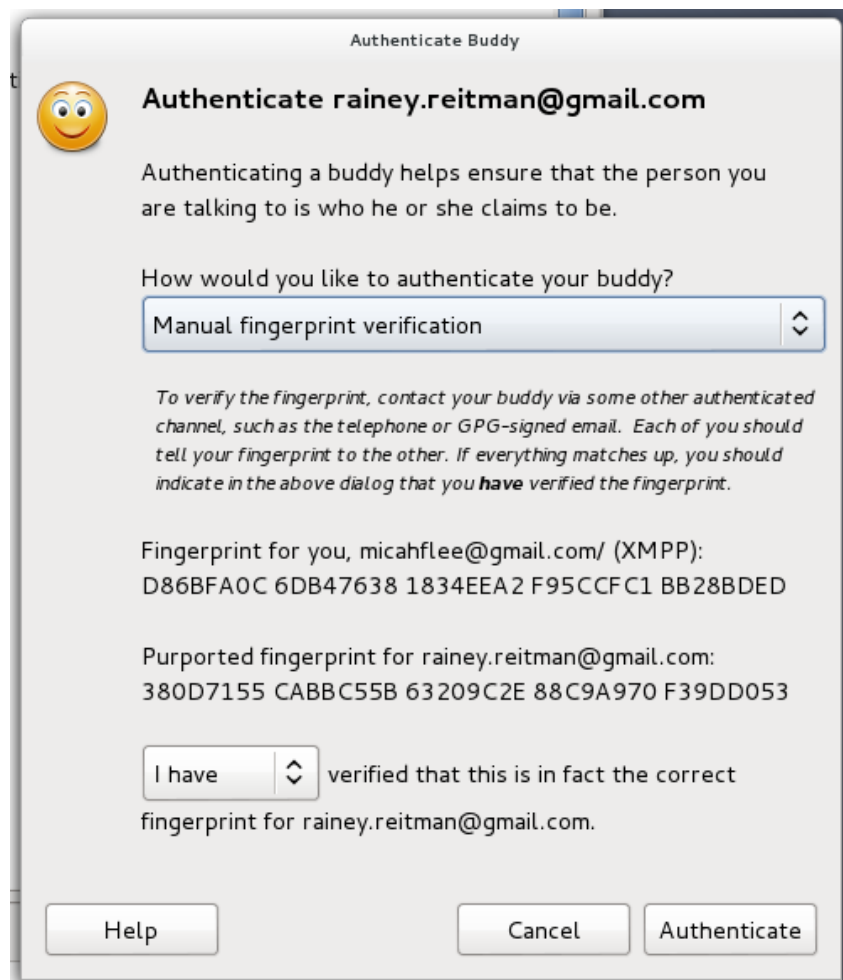 Authenticate Buddy
t
Authenticate rainey.reitman@gmail.com
Authenticating a buddy helps ensure that the person you
are talking to is who he or she claims to be.
How would you like to authenticate your buddy?
Manual fingerprint verification
To verify the fingerprint, contact your buddy via some other authenticated
channel, such as the telephone or GPG-signed email. Each of you should
tell your fingerprint to the other. If everything matches up, you should
indicate in the above dialog that you have verified the fingerprint.
Fingerprint for you, micahflee@gmail.com/ (XMPP):
D86BFA0C 6DB47638 1834EEA2 F95CCFC1 BB28BDED
Purported fingerprint for rainey.reitman@gmail.com:
380D7155 CABBC55B 63209C2E 88C9A970 F39DD053
I have verified that this is in fact the correct
fingerprint for rainey.reitman@gmail.com.
Help Cancel Authenticate